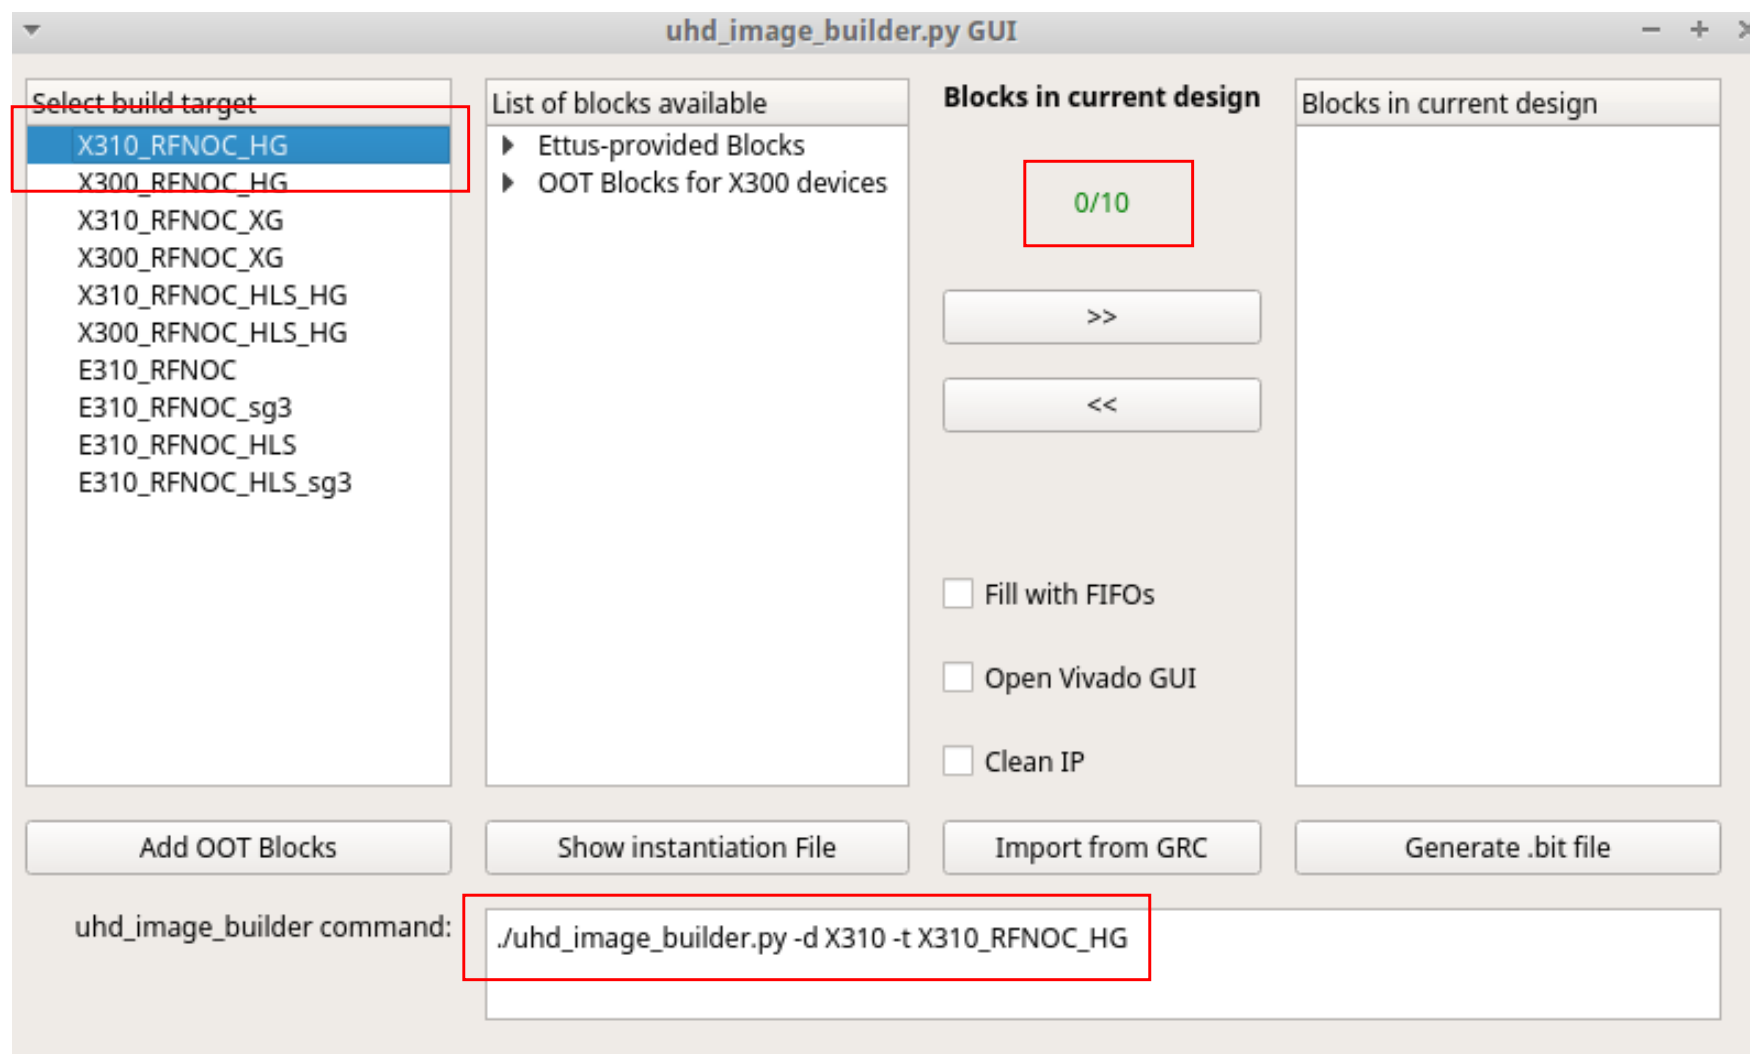 uhd_image_builder.py GUI
Select build target
X310_RFNOC_HG
X300_RFNOC_HG
X310_RFNOC_XG
X300_RFNOC_XG
X310_RFNOC_HLS_HG
X300_RFNOC_HLS_HG
E310_RFNOC
E310_RFNOC_sg3
E310_RFNOC_HLS
E310_RFNOC_HLS_sg3
List of blocks available
Ettus-provided Blocks
OOT Blocks for X300 devices
Blocks in current design
0/10
>>
<<
Fill with FIFOs
Open Vivado GUI
Clean IP
Blocks in current design
Add OOT Blocks
Show instantiation File
Import from GRC
Generate .bit file
uhd_image_builder command:
./uhd_image_builder.py -d X310 -t X310_RFNOC_HG